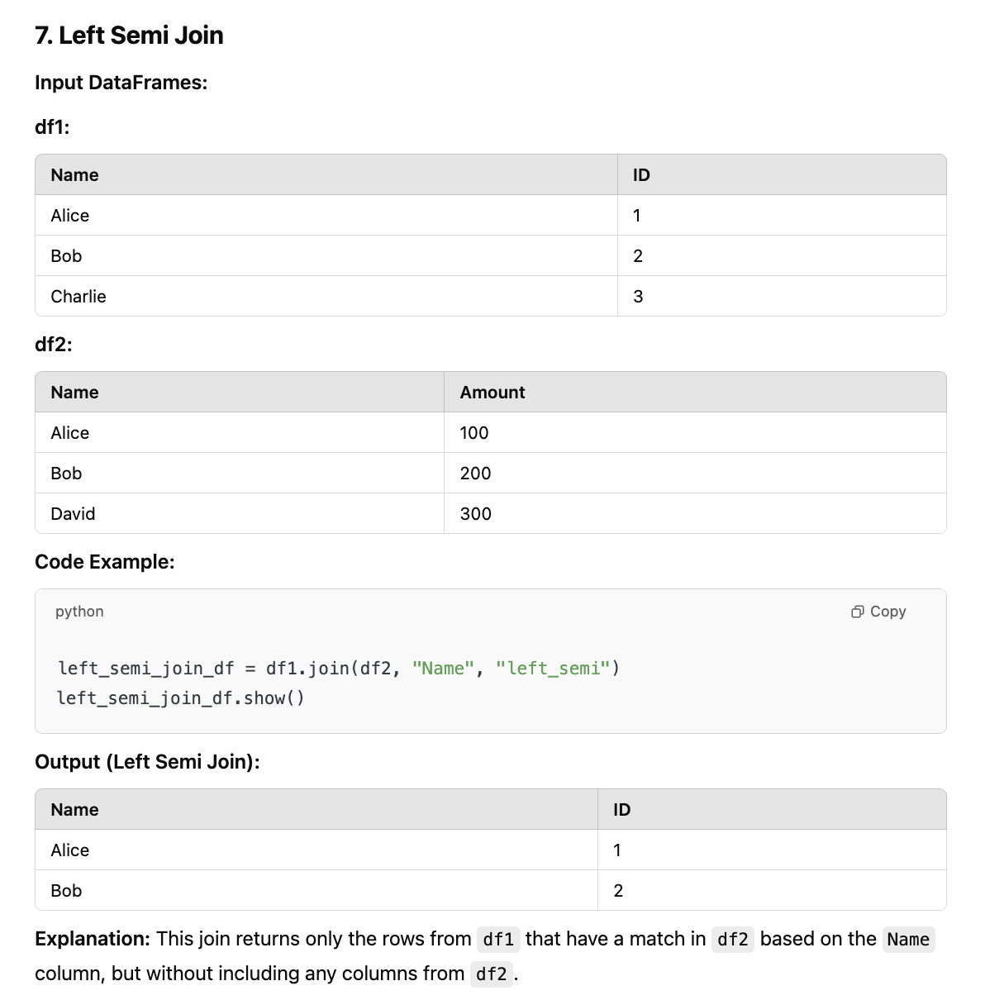 7. Left Semi Join
Input DataFrames:
df1:
Name ID
Alice 1
Bob 2
Charlie 3
df2:
Name Amount
Alice 100
Bob 200
David 300
Code Example:
python Copy
left_semi_join_df = df1.join(df2, "Name", "left_semi")
left_semi_join_df.show()
Output (Left Semi Join):
Name ID
Alice 1
Bob 2
Explanation: This join returns only the rows from df1 that have a match in df2 based on the Name
column, but without including any columns from df2.